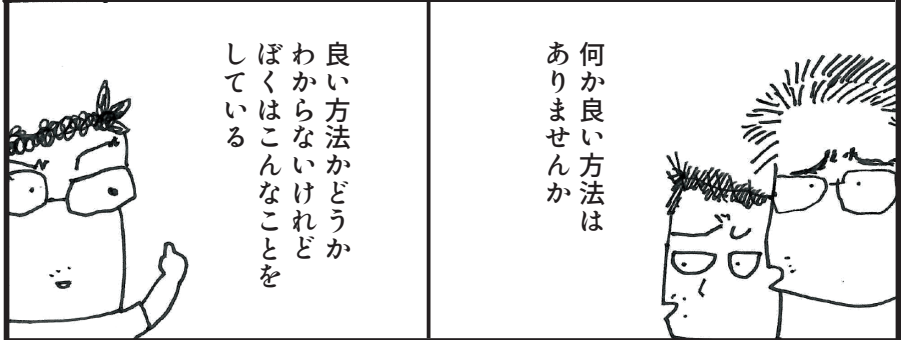 何か良い方法は
ありませんか
良い方法かどうか
わからないけれど
ぼくはこんなことを
している